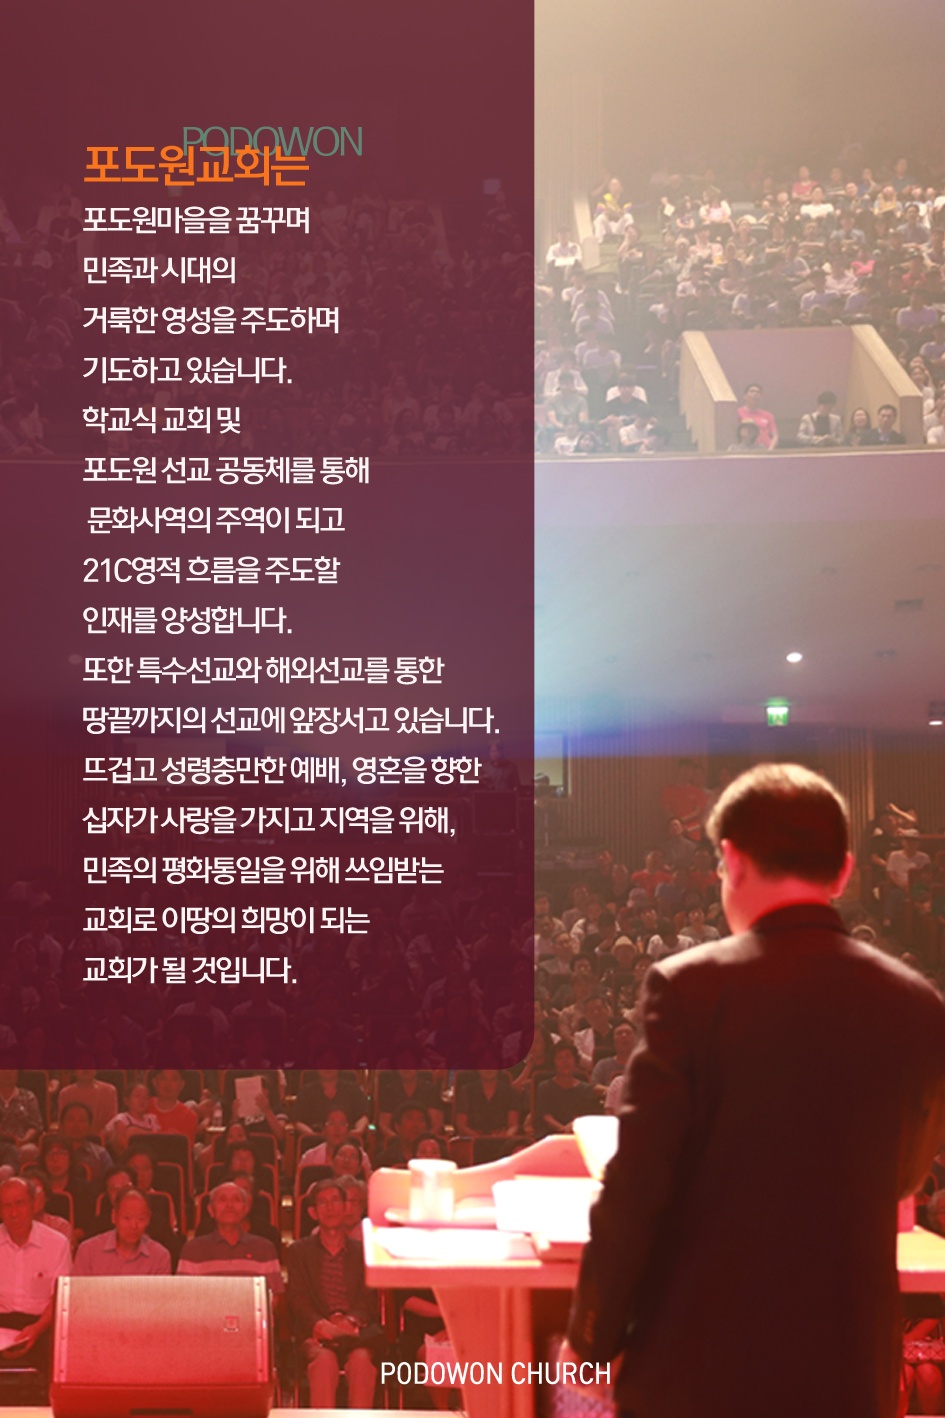 PODOWON
포도원교회는
포도원마을을 꿈꾸며
민족과 시대의
거룩한 영성을 주도하며
기도하고 있습니다.
학교식 교회 및
포도원 선교 공동체를 통해
문화사역의 주역이 되고
21C영적 흐름을 주도할
인재를 양성합니다.
또한 특수선교와 해외선교를 통한
땅끝까지의 선교에 앞장서고 있습니다.
뜨겁고 성령충만한 예배, 영혼을 향한
십자가 사랑을 가지고 지역을 위해,
민족의 평화통일을 위해 쓰임받는
교회로 이땅의 희망이 되는
교회가 될 것입니다.
PODOWON CHURCH